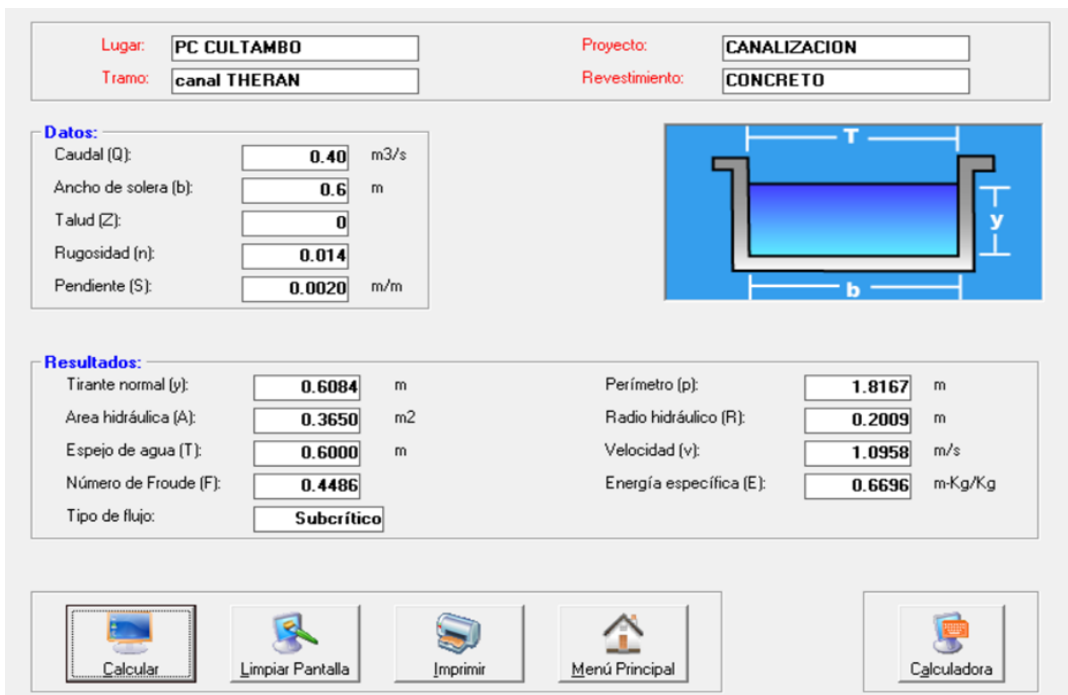 Lugar: PC CULTAMBO Proyecto: CANALIZACION
Tramo: canal THERAN Revestimiento: CONCRETO
Datos:
Caudal (Q): 0.40 m3/s
Ancho de solera (b): 0.6 m
Talud (Z): 0
Rugosidad (n): 0.014
Pendiente (S): 0.0020 m/m
T
y
b
Resultados:
Tirante normal (y): 0.6084 m Perímetro (p): 1.8167 m
Area hidráulica (A): 0.3650 m2 Radio hidráulico (R): 0.2009 m
Espejo de agua (T): 0.6000 m Velocidad (v): 1.0958 m/s
Número de Froude (F): 0.4486 Energía específica (E): 0.6696 m-Kg/Kg
Tipo de flujo: Subcrítico
Calcular Limpiar Pantalla Imprimir Menú Principal Calculadora